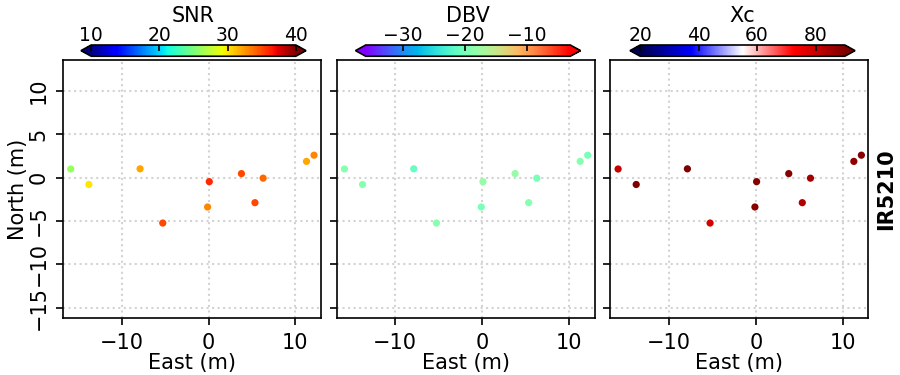 SNR DBV Xc
10 20 30 40 −30 −20 −10 20 40 60 80
10
5
0
−5
−10
−15
North (m)
IR5210
−10 0 10 −10 0 10 −10 0 10
East (m) East (m) East (m)